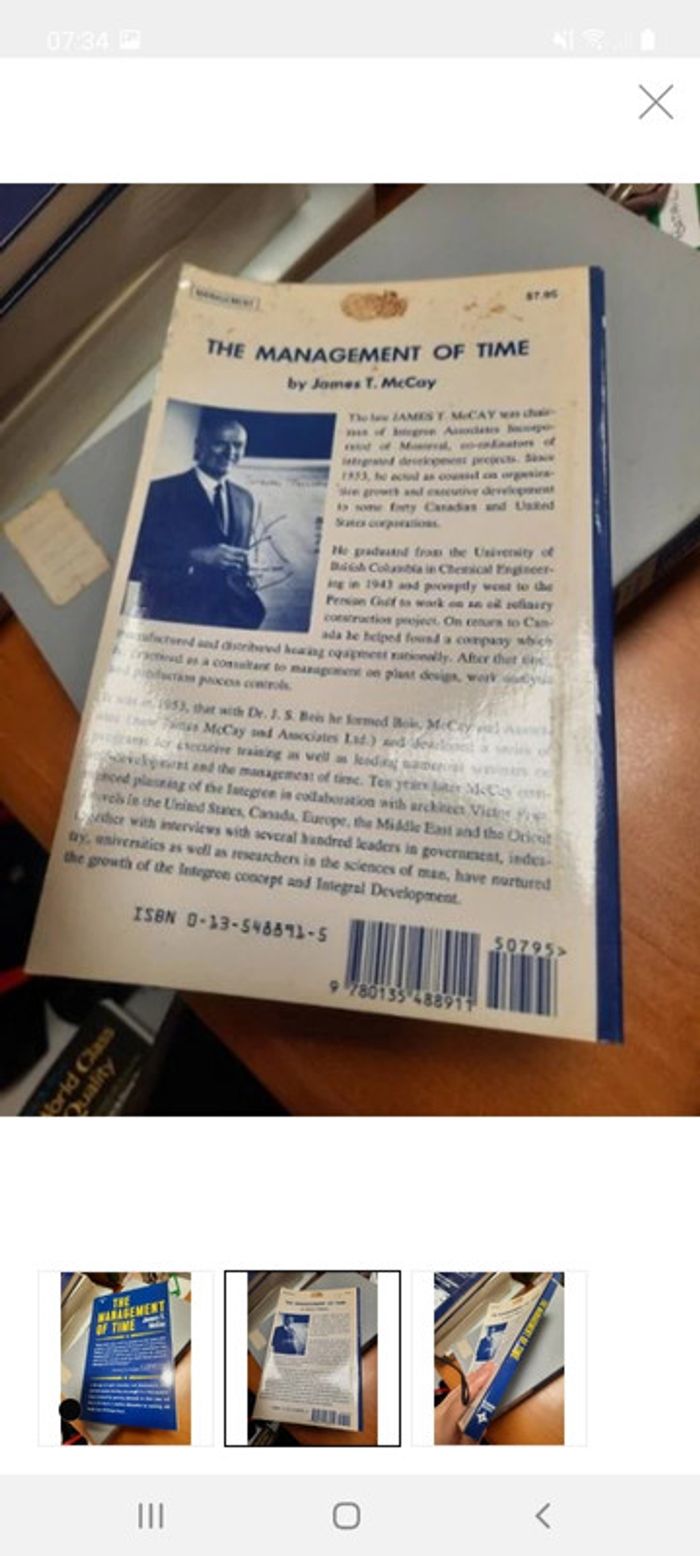 07:34
MANAGEMENT
$7.95
THE MANAGEMENT OF TIME
by James T. McCay
The late JAMES T. McCAY was chair-
man of Integron Associates Incorpo-
rated of Montreal, co-ordinators of
integrated development projects. Since
1953, he acted as counsel on organiza-
tion growth and executive development
to some forty Canadian and United
States corporations.
He graduated from the University of
British Columbia in Chemical Engineer-
ing in 1943 and promptly went to the
Persian Gulf to work on an oil refinery
construction project. On return to Can-
ada he helped found a company which
manufactured and distributed heating equipment nationally. After that
he practiced as a consultant to management on plant design, work analysis
and production process controls.
It was in 1953, that with Dr. J. S. Bois he formed Bois, McCay and
(now James McCay and Associates Ltd.) and developed a series of
programs for executive training as well as leading numerous seminars on
development and the management of time. Ten years later McCay
planning of the Integron in collaboration with architect Victor
Travels in the United States, Canada, Europe, the Middle East and the Orient
together with interviews with several hundred leaders in government, indus-
try, universities as well as researchers in the sciences of man, have nurtured
the growth of the Integron concept and Integral Development.
ISBN 0-13-548891-5
50795>
9 780135 488911
World Class
Quality
THE
MANAGEMENT
OF TIME
James T.
McCay